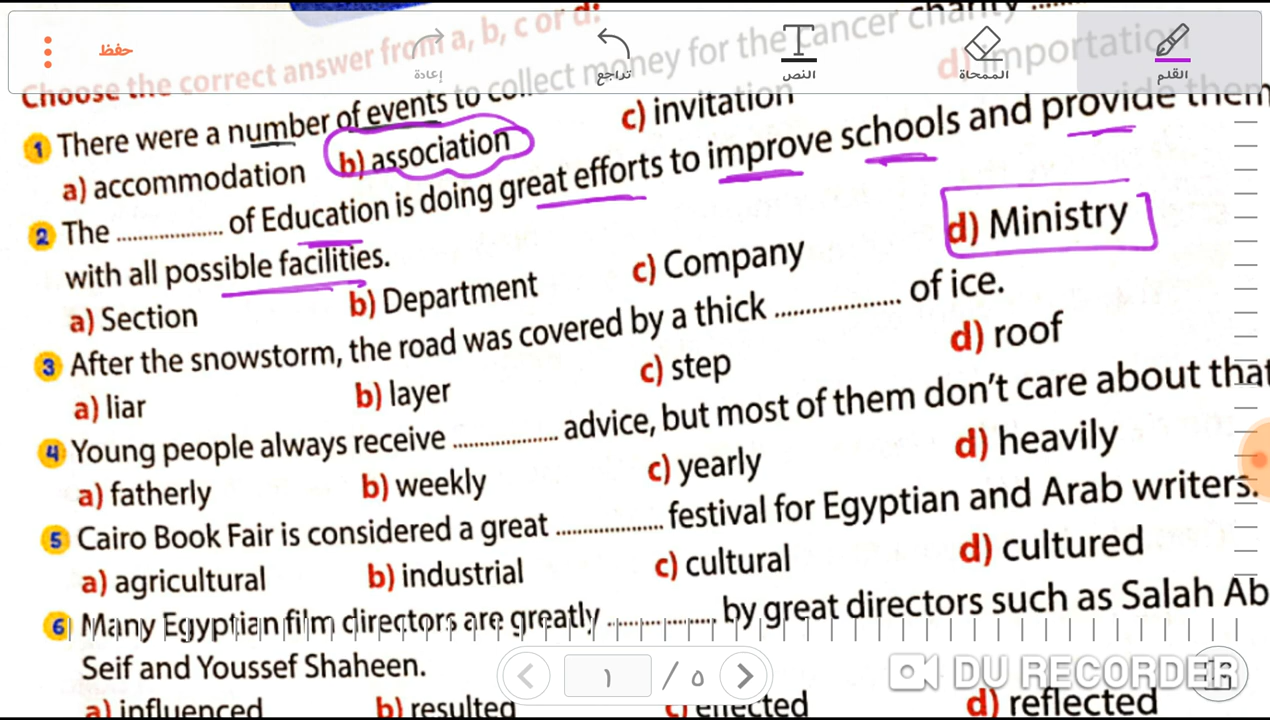 حفظ
إعادة
تراجع
النص
الممحاة
القلم
Choose the correct answer from a, b, c or d:
1 There were a number of events to collect money for the cancer charity
a) accommodation b) association c) invitation d) importation
2 The .................... of Education is doing great efforts to improve schools and provide them
with all possible facilities.
a) Section b) Department c) Company d) Ministry
3 After the snowstorm, the road was covered by a thick .................... of ice.
a) liar b) layer c) step d) roof
4 Young people always receive .................... advice, but most of them don't care about that
a) fatherly b) weekly c) yearly d) heavily
5 Cairo Book Fair is considered a great .................... festival for Egyptian and Arab writers.
a) agricultural b) industrial c) cultural d) cultured
6 Many Egyptian film directors are greatly .................... by great directors such as Salah Ab
Seif and Youssef Shaheen.
a) influenced b) resulted c) effected d) reflected
١ / ٥
DU RECORDER